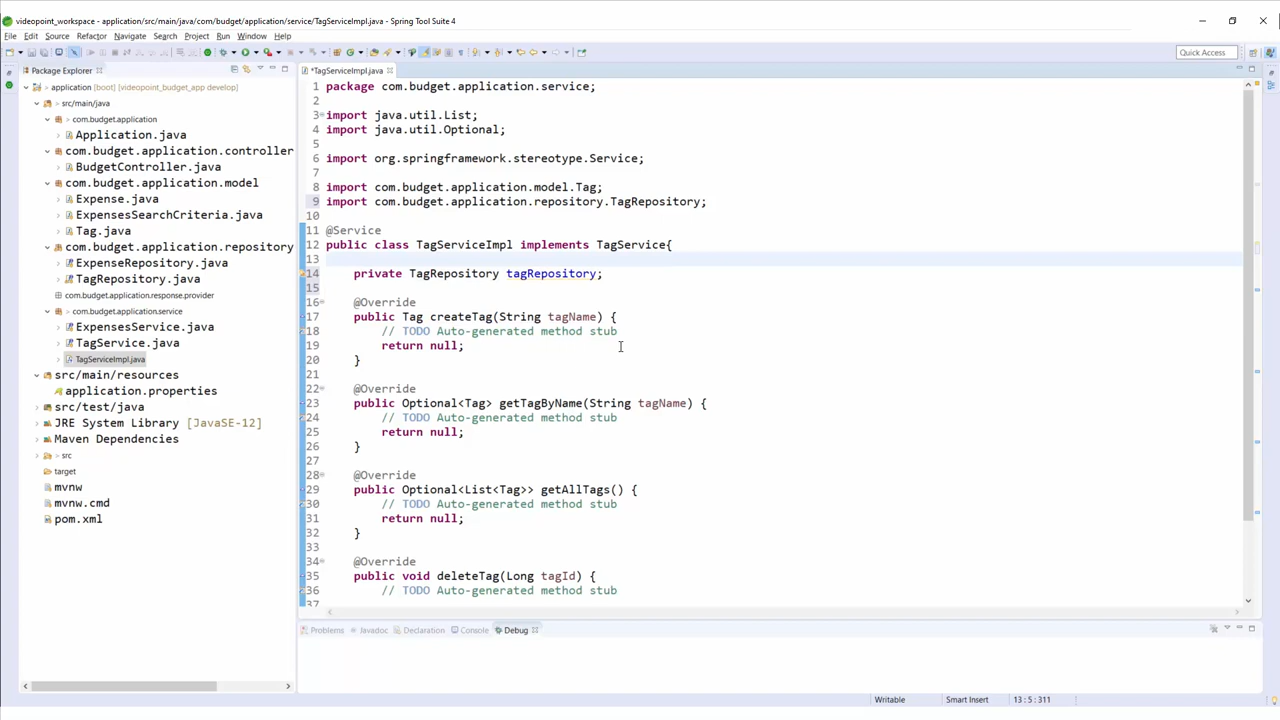 videopoint_workspace - application/src/main/java/com/budget/application/service/TagServiceImpl.java - Spring Tool Suite 4
File Edit Source Refactor Navigate Search Project Run Window Help
Quick Access
Package Explorer
application [boot] [videopoint_budget_app develop]
src/main/java
com.budget.application
Application.java
com.budget.application.controller
BudgetController.java
com.budget.application.model
Expense.java
ExpensesSearchCriteria.java
Tag.java
com.budget.application.repository
ExpenseRepository.java
TagRepository.java
com.budget.application.response.provider
com.budget.application.service
ExpensesService.java
TagService.java
TagServiceImpl.java
src/main/resources
application.properties
src/test/java
JRE System Library [JavaSE-12]
Maven Dependencies
src
target
mvnw
mvnw.cmd
pom.xml
*TagServiceImpl.java
1 package com.budget.application.service;
2
3 import java.util.List;
4 import java.util.Optional;
5
6 import org.springframework.stereotype.Service;
7
8 import com.budget.application.model.Tag;
9 import com.budget.application.repository.TagRepository;
10
11 @Service
12 public class TagServiceImpl implements TagService{
13
14 private TagRepository tagRepository;
15
16 @Override
17 public Tag createTag(String tagName) {
18 // TODO Auto-generated method stub
19 return null;
20 }
21
22 @Override
23 public Optional<Tag> getTagByName(String tagName) {
24 // TODO Auto-generated method stub
25 return null;
26 }
27
28 @Override
29 public Optional<List<Tag>> getAllTags() {
30 // TODO Auto-generated method stub
31 return null;
32 }
33
34 @Override
35 public void deleteTag(Long tagId) {
36 // TODO Auto-generated method stub
37
Problems Javadoc Declaration Console Debug
Writable Smart Insert 13 : 5 : 311